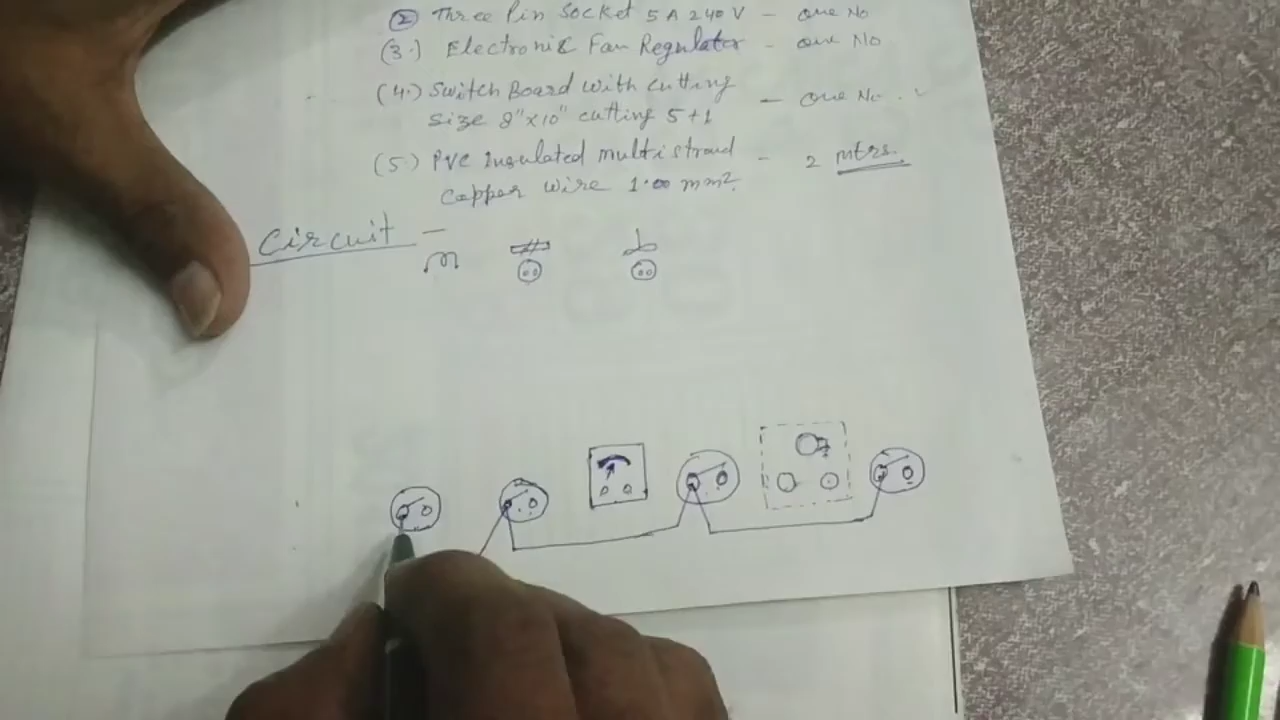 (2) Three Pin Socket 5 A 240 V - one No
(3.) Electronic Fan Regulator - one No
(4.) Switch Board with cutting
size 8"x10" cutting 5+1 - one No.
(5.) PVC Insulated multistrand - 2 mtrs.
Copper wire 1.00 mm².
Circuit -